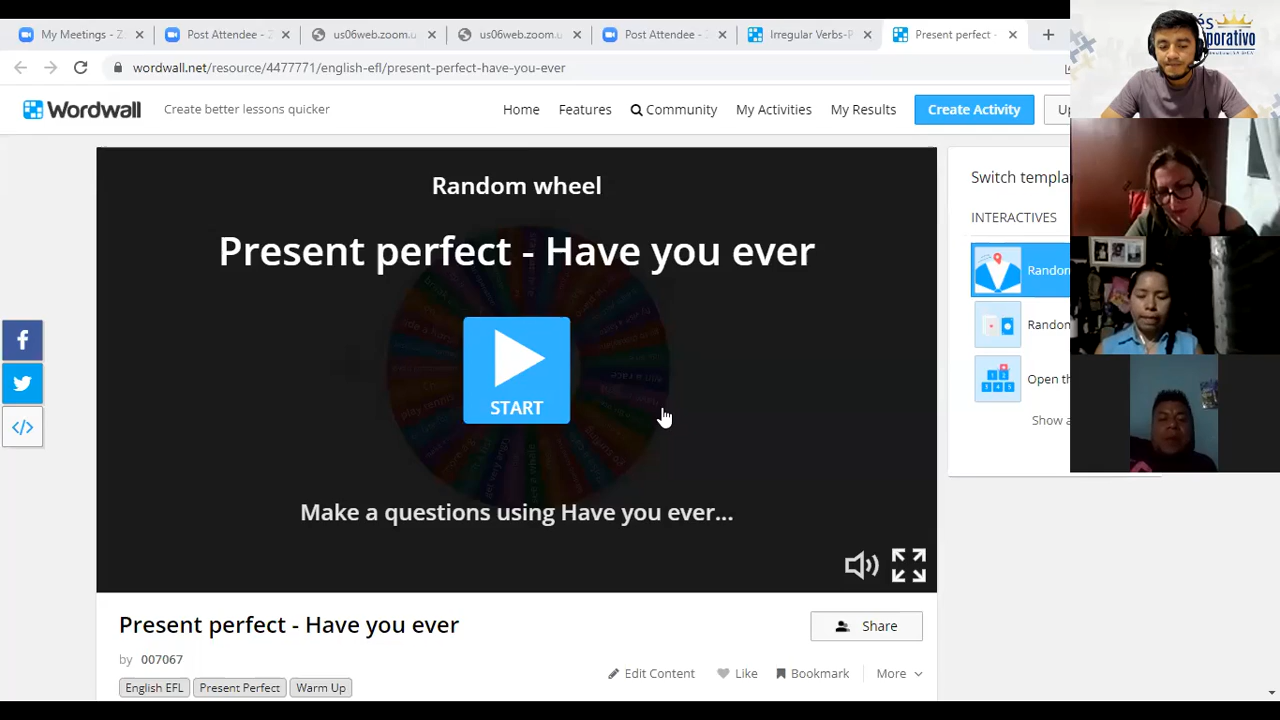 My Meetings - Z
Post Attendee - Z
us06web.zoom.u
us06web.zoom.u
Post Attendee - Z
Irregular Verbs-P
Present perfect -
wordwall.net/resource/4477771/english-efl/present-perfect-have-you-ever
Wordwall
Create better lessons quicker
Home
Features
Community
My Activities
My Results
Create Activity
Up
Random wheel
Present perfect - Have you ever
START
Make a questions using Have you ever...
Switch templa
INTERACTIVES
Rando
Rando
Open th
Show a
Present perfect - Have you ever
Share
by 007067
Edit Content
Like
Bookmark
More
English EFL
Present Perfect
Warm Up